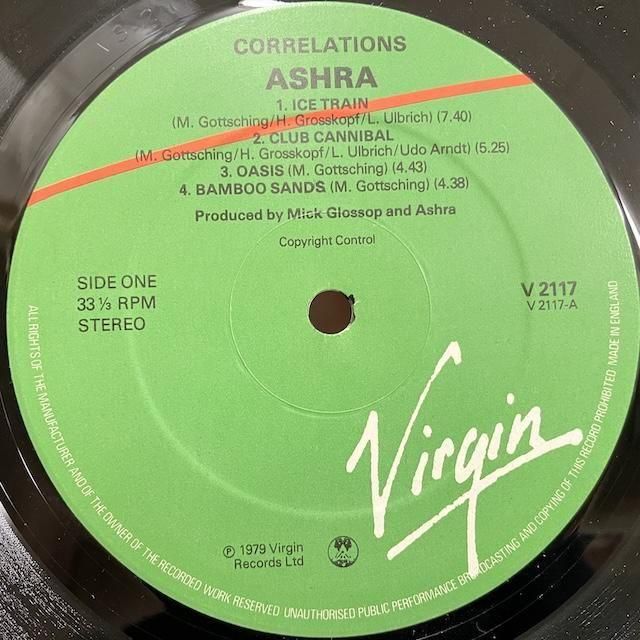 CORRELATIONS
ASHRA
1. ICE TRAIN
(M. Gottsching/H. Grosskopf/L. Ulbrich) (7.40)
2. CLUB CANNIBAL
(M. Gottsching/H. Grosskopf/L. Ulbrich/Udo Arndt) (5.25)
3. OASIS (M. Gottsching) (4.43)
4. BAMBOO SANDS (M. Gottsching) (4.38)
Produced by Mick Glossop and Ashra
Copyright Control
SIDE ONE
33⅓ RPM
STEREO
V 2117
V 2117-A
Virgin
℗ 1979 Virgin
Records Ltd
ALL RIGHTS OF THE MANUFACTURER AND OF THE OWNER OF THE RECORDED WORK RESERVED UNAUTHORISED PUBLIC PERFORMANCE BROADCASTING AND COPYING OF THIS RECORD PROHIBITED MADE IN ENGLAND